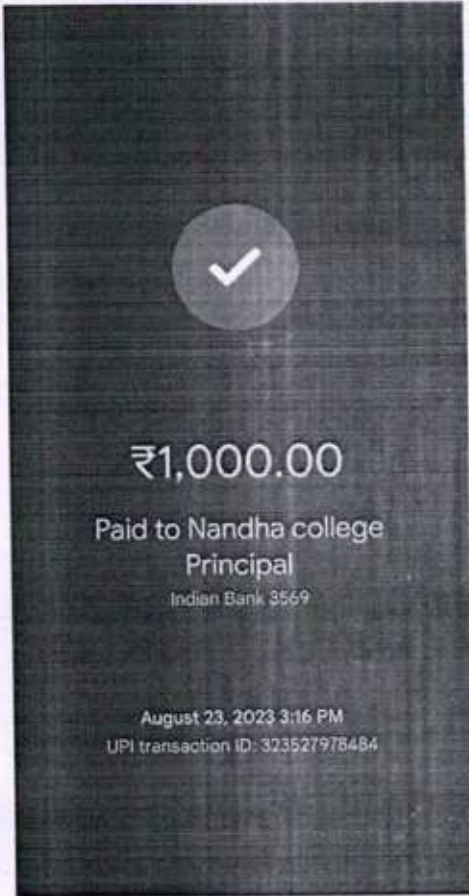 ₹1,000.00
Paid to Nandha college
Principal
Indian Bank 3569
August 23, 2023 3:16 PM
UPI transaction ID: 323527978484